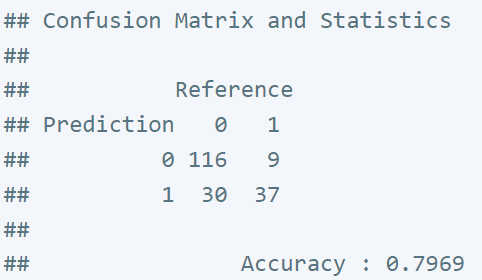 ## Confusion Matrix and Statistics
##
##           Reference
## Prediction   0   1
##          0 116   9
##          1  30  37
##
##                Accuracy : 0.7969